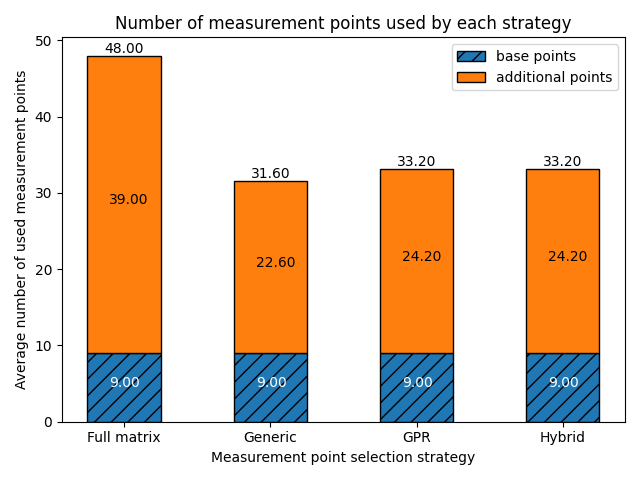 Number of measurement points used by each strategy
Average number of used measurement points
50
40
30
20
10
0
base points
additional points
48.00
31.60
33.20
33.20
39.00
22.60
24.20
24.20
9.00
9.00
9.00
9.00
Full matrix
Generic
GPR
Hybrid
Measurement point selection strategy